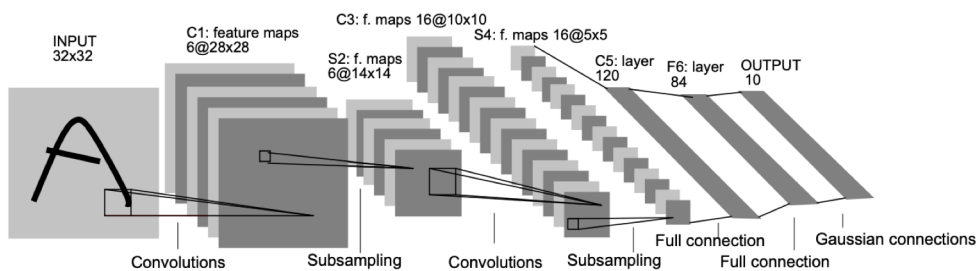 INPUT
32x32
C1: feature maps
6@28x28
S2: f. maps
6@14x14
C3: f. maps 16@10x10
S4: f. maps 16@5x5
C5: layer
120
F6: layer
84
OUTPUT
10
Convolutions
Subsampling
Convolutions
Subsampling
Full connection
Full connection
Gaussian connections